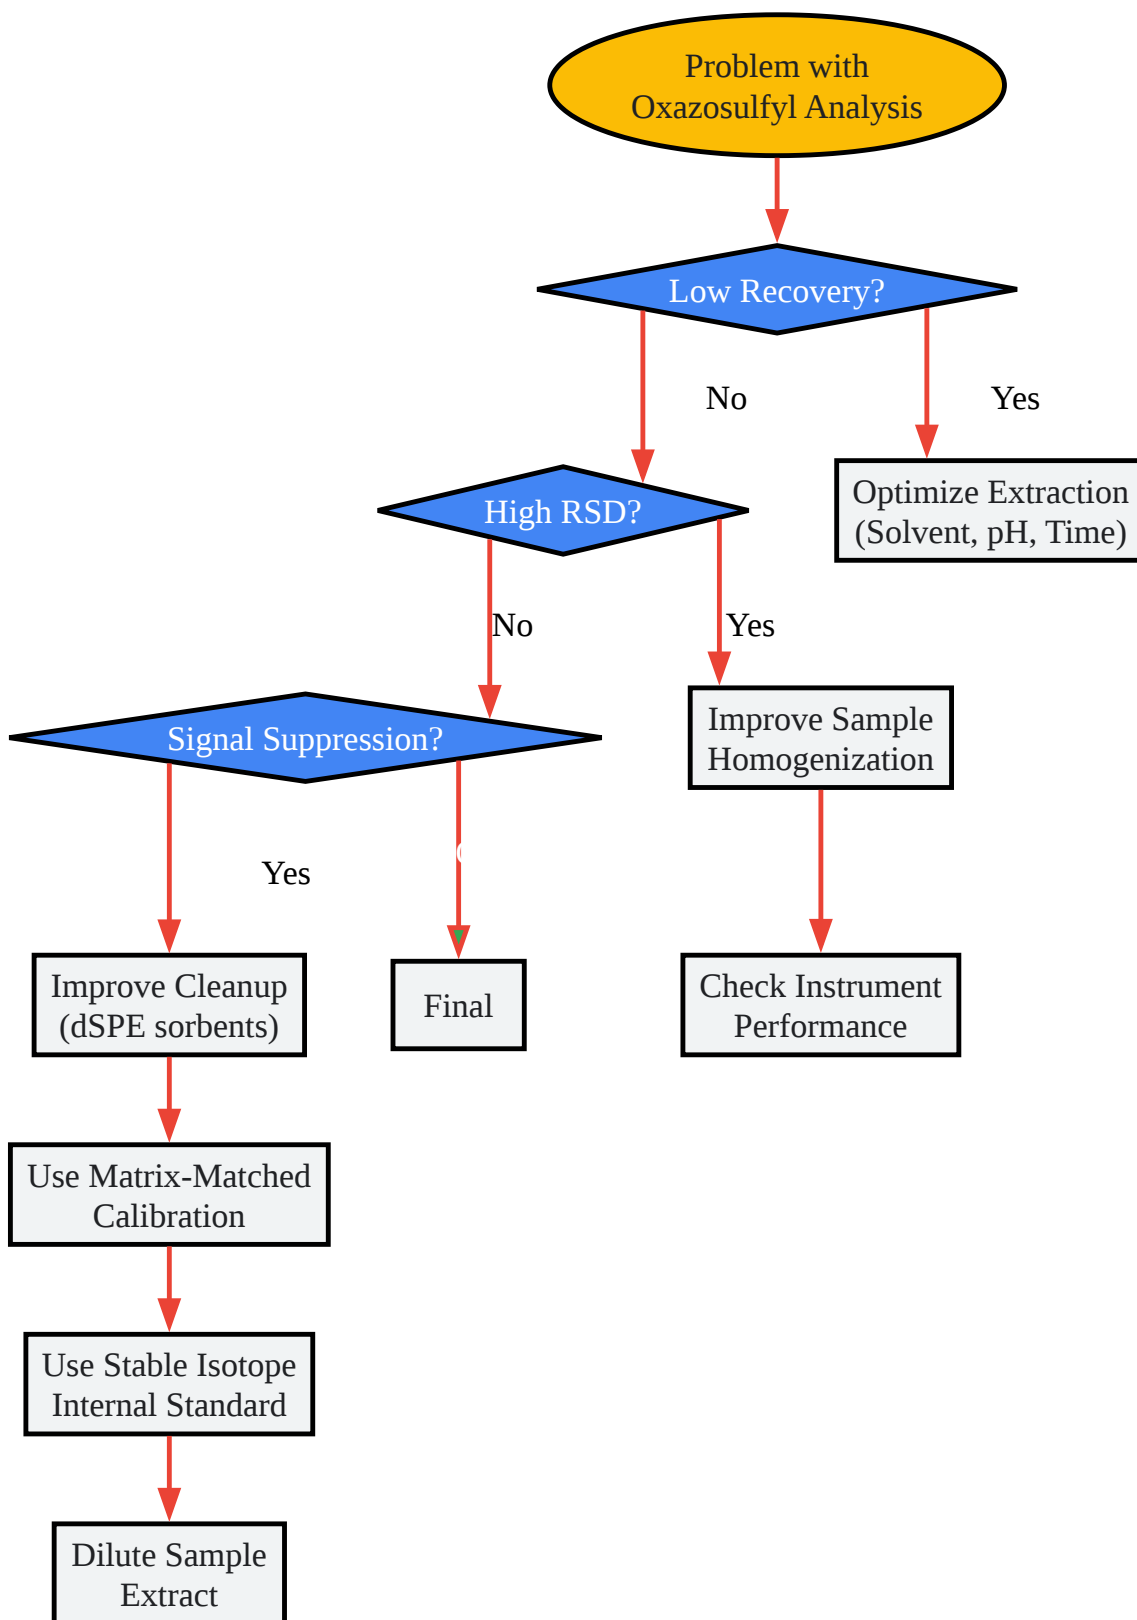 Problem with
Oxazosulfyl Analysis
Low Recovery?
No
Yes
High RSD?
Optimize Extraction
(Solvent, pH, Time)
No
Yes
Signal Suppression?
Improve Sample
Homogenization
Yes
Improve Cleanup
(dSPE sorbents)
Final
Check Instrument
Performance
Use Matrix-Matched
Calibration
Use Stable Isotope
Internal Standard
Dilute Sample
Extract